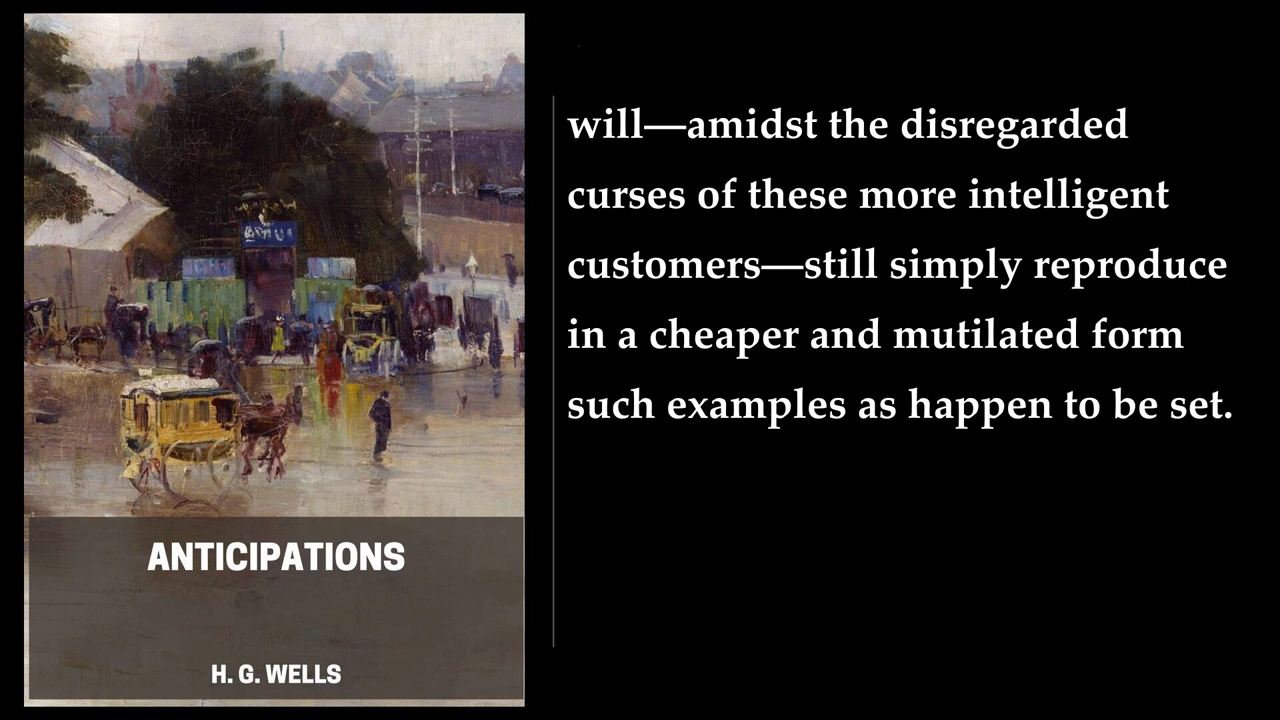 will—amidst the disregarded
curses of these more intelligent
customers—still simply reproduce
in a cheaper and mutilated form
such examples as happen to be set.
ANTICIPATIONS
H. G. WELLS